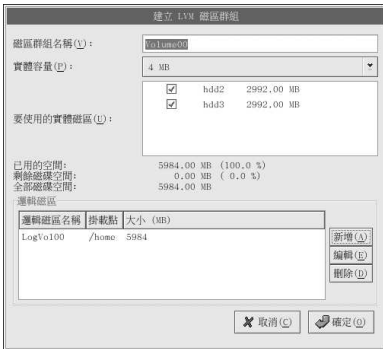 建立 LVM 磁區群組
磁區群組名稱(V):
Volume00
實體容量(P):
4 MB
要使用的實體磁區(U):
hdd2 2992.00 MB
hdd3 2992.00 MB
已用的空間: 5984.00 MB (100.0 %)
剩餘磁碟空間: 0.00 MB ( 0.0 %)
全部磁碟空間: 5984.00 MB
邏輯磁區
邏輯磁區名稱 掛載點 大小 (MB)
LogVo100 /home 5984
新增(A)
編輯(E)
刪除(D)
取消(C)
確定(O)